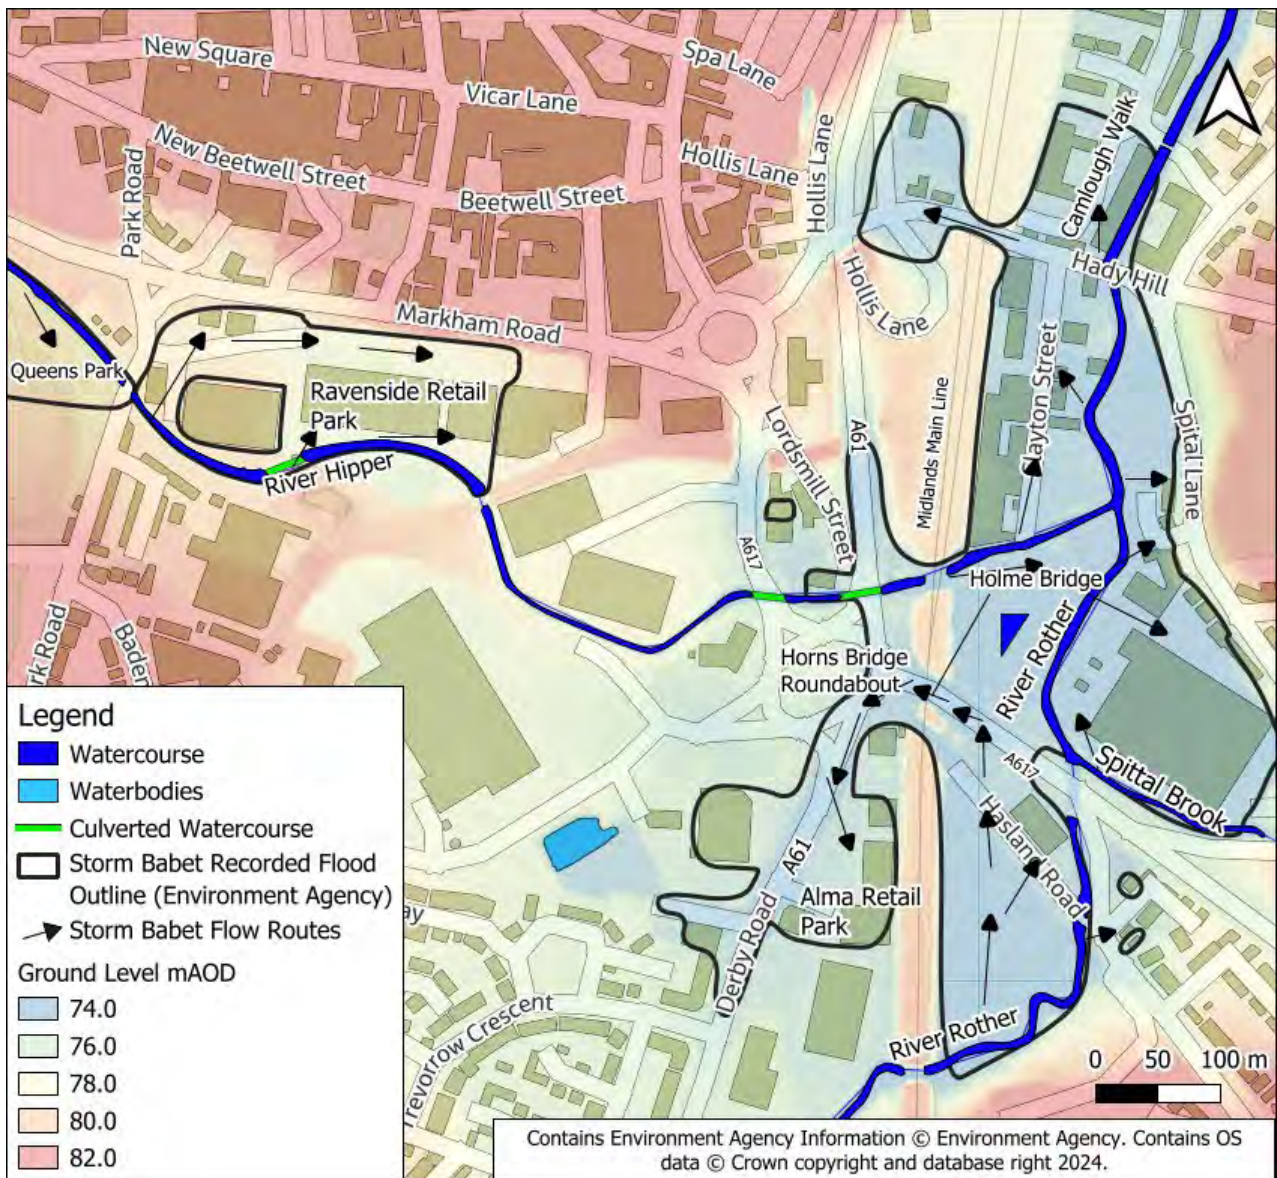 New Square
Spa Lane
Vicar Lane
New Beetwell Street
Hollis Lane
Hollis Lane
Camlough Walk
Beetwell Street
Park Road
Hady Hill
Hollis Lane
Markham Road
Queens Park
Ravenside Retail
Park
Midlands Main Line
Clayton Street
Spital Lane
A61
Lordsmill Street
River Hipper
A617
Holme Bridge
Horns Bridge
Roundabout
River Rother
A617
Spittal Brook
Hasland Road
A61
Alma Retail
Park
Derby Road
River Rother
Trevorrow Crescent
rk Road
Baden
ay
Legend
Watercourse
Waterbodies
Culverted Watercourse
Storm Babet Recorded Flood
Outline (Environment Agency)
Storm Babet Flow Routes
Ground Level mAOD
74.0
76.0
78.0
80.0
82.0
0 50 100 m
Contains Environment Agency Information © Environment Agency. Contains OS
data © Crown copyright and database right 2024.